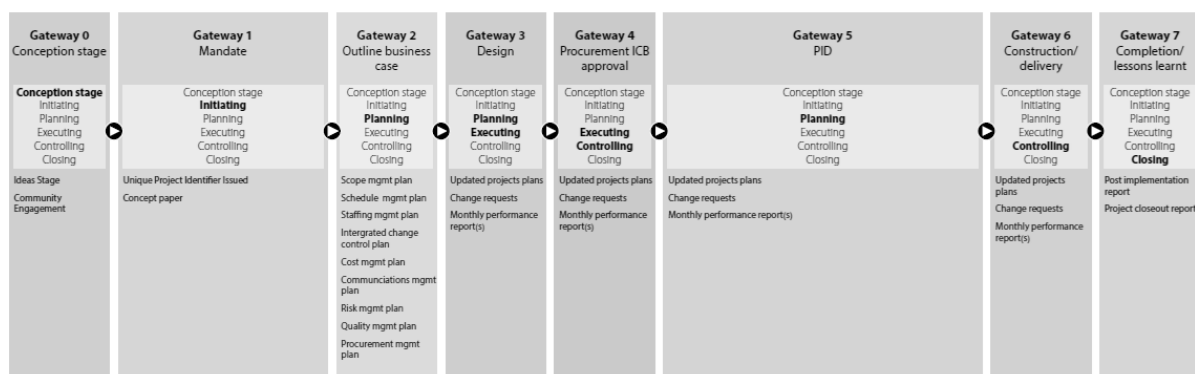 Gateway 0
Conception stage
Conception stage
Initiating
Planning
Executing
Controlling
Closing
Ideas Stage
Community
Engagement
Gateway 1
Mandate
Conception stage
Initiating
Planning
Executing
Controlling
Closing
Unique Project Identifier Issued
Concept paper
Gateway 2
Outline business
case
Conception stage
Initiating
Planning
Executing
Controlling
Closing
Scope mgmt plan
Schedule mgmt plan
Staffing mgmt plan
Intergrated change
control plan
Cost mgmt plan
Communciations mgmt
plan
Risk mgmt plan
Quality mgmt plan
Procurement mgmt
plan
Gateway 3
Design
Conception stage
Initiating
Planning
Executing
Controlling
Closing
Updated projects plans
Change requests
Monthly performance
report(s)
Gateway 4
Procurement ICB
approval
Conception stage
Initiating
Planning
Executing
Controlling
Closing
Updated projects plans
Change requests
Monthly performance
report(s)
Gateway 5
PID
Conception stage
Initiating
Planning
Executing
Controlling
Closing
Updated projects plans
Change requests
Monthly performance report(s)
Gateway 6
Construction/
delivery
Conception stage
Initiating
Planning
Executing
Controlling
Closing
Updated projects
plans
Change requests
Monthly performance
report(s)
Gateway 7
Completion/
lessons learnt
Conception stage
Initiating
Planning
Executing
Controlling
Closing
Post implementation
report
Project closeout report